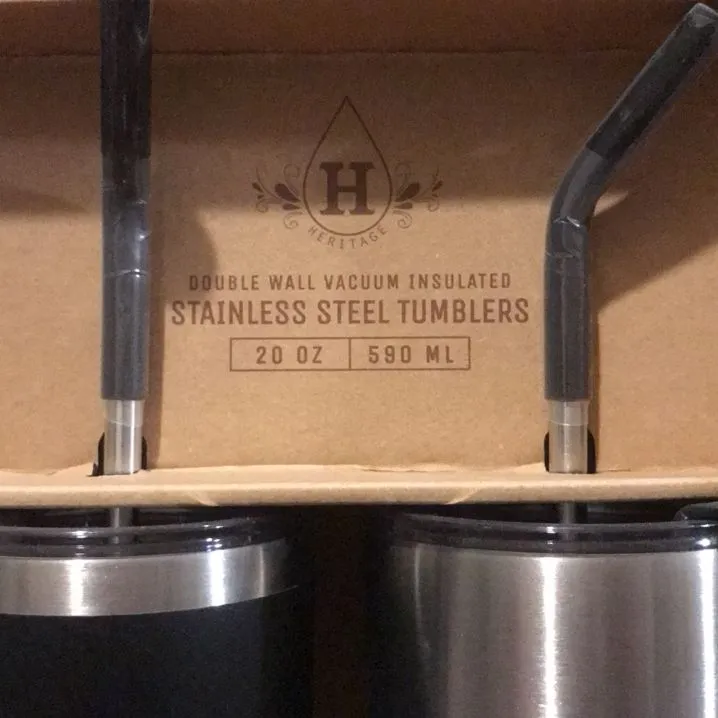 H
HERITAGE
DOUBLE WALL VACUUM INSULATED
STAINLESS STEEL TUMBLERS
20 OZ 590 ML